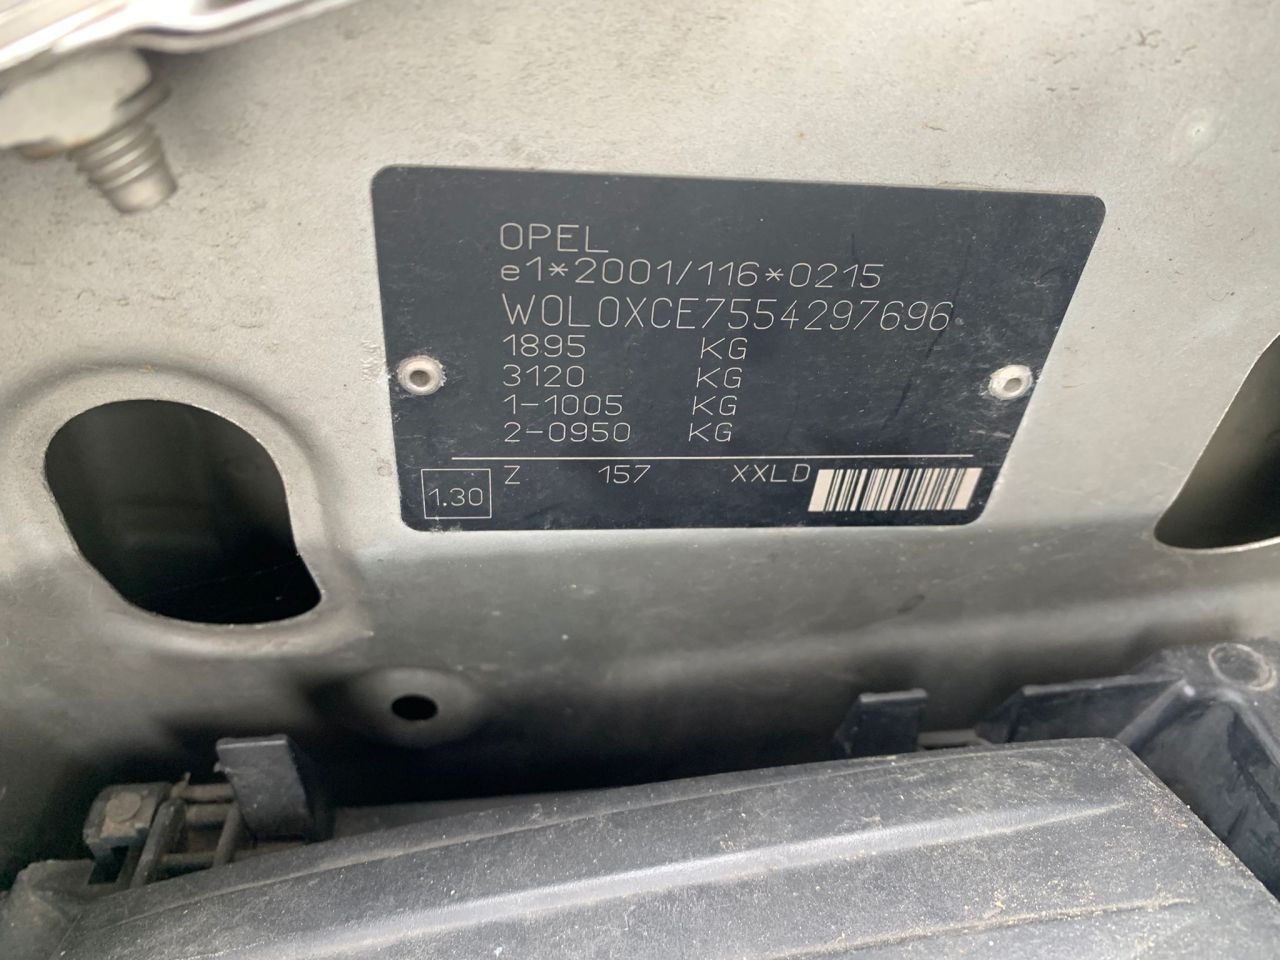 OPEL
e1*2001/116*0215
W0L0XCE7554297696
1895 KG
3120 KG
1-1005 KG
2-0950 KG
1.30 Z 157 XXLD